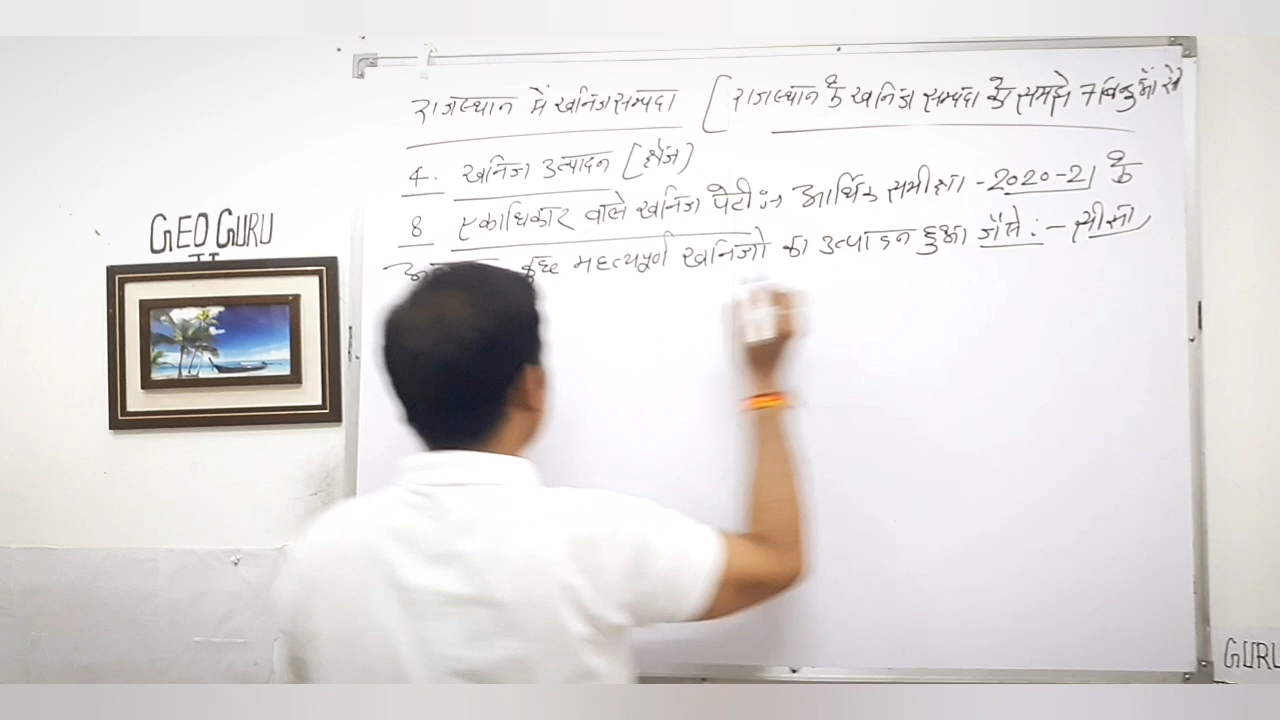 राजस्थान में खनिज सम्पदा [राजस्थान के खनिज सम्पदा को समझे 7 बिन्दुओं से
4. खनिज उत्पादन (क्षेत्र)
8 एकाधिकार वाले खनिज पेटी :→ आर्थिक समीक्षा - 2020-21 के
कुछ महत्वपूर्ण खनिजो का उत्पादन हुआ जैसे :- सीसा
GEO GURU
GURU